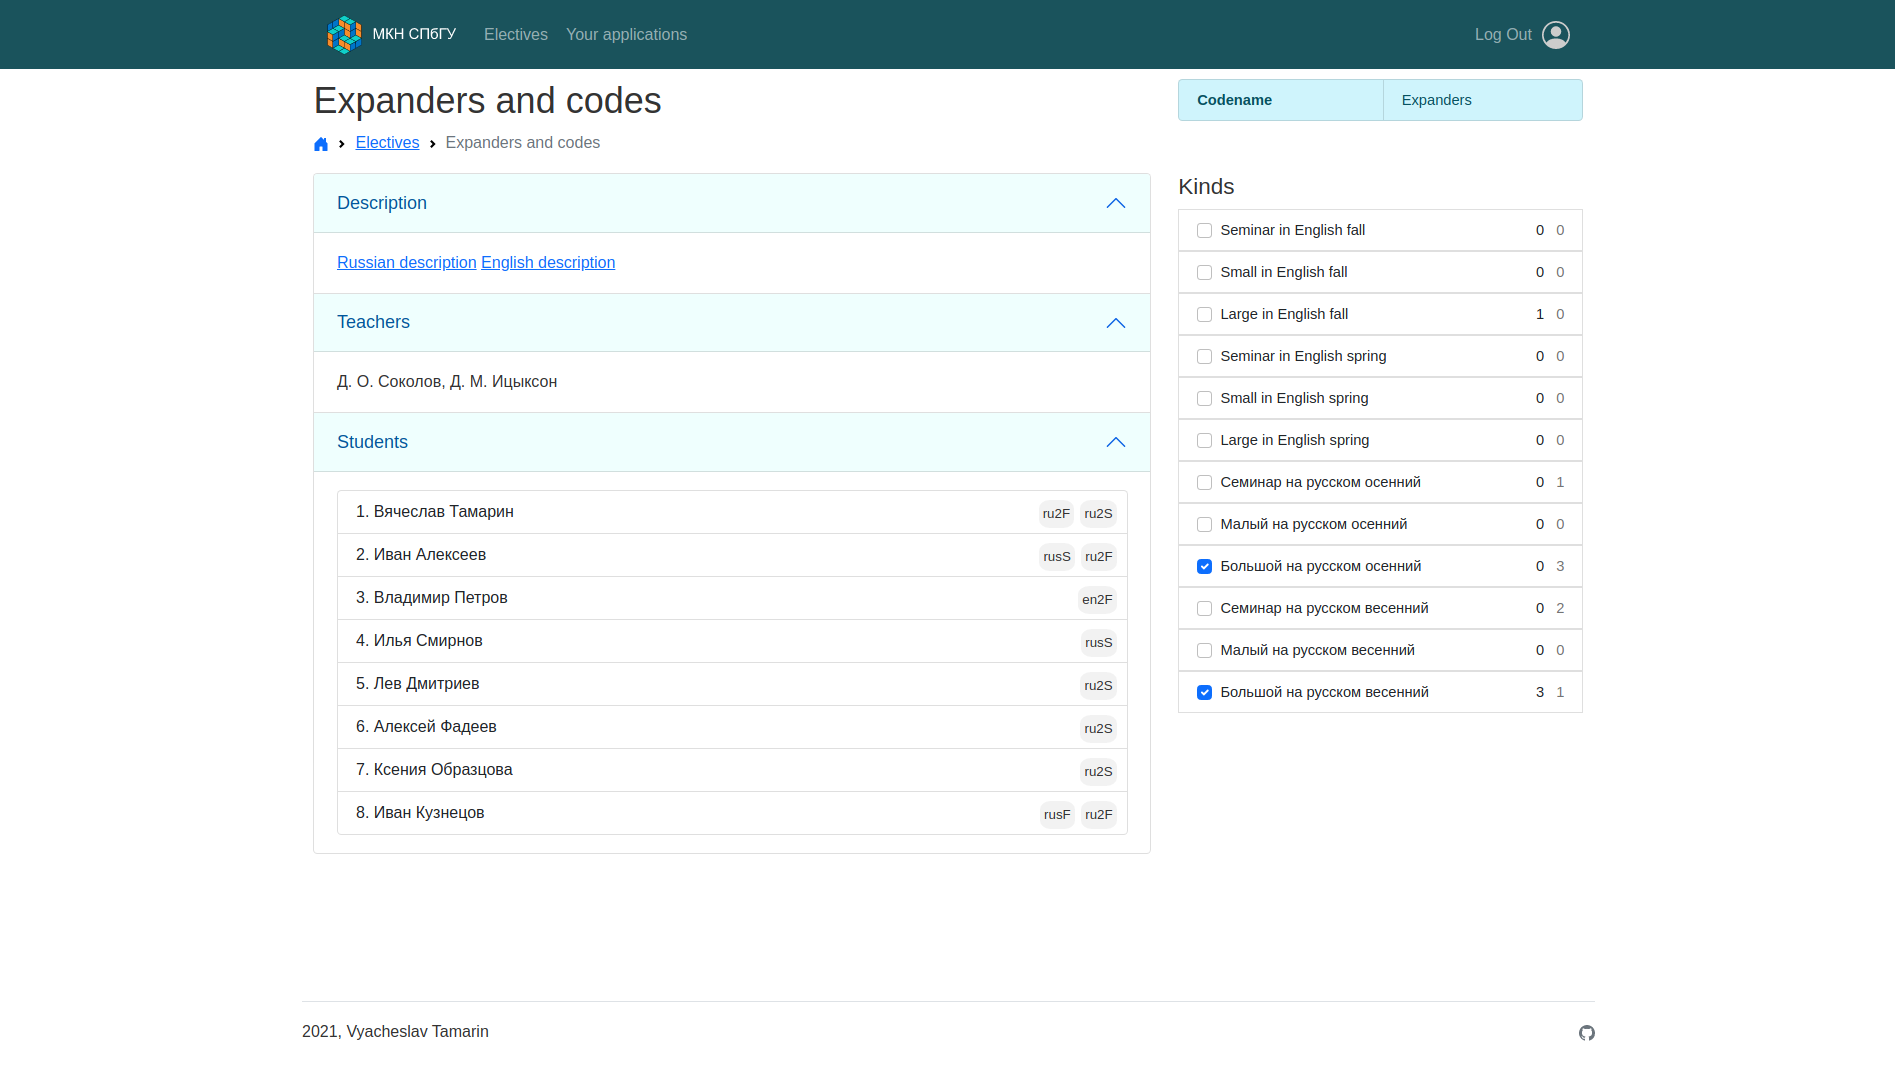 МКН СПбГУ Electives Your applications Log Out
Expanders and codes
Electives Expanders and codes
Description
Russian description English description
Teachers
Д. О. Соколов, Д. М. Ицыксон
Students
1. Вячеслав Тамарин ru2F ru2S
2. Иван Алексеев rusS ru2F
3. Владимир Петров en2F
4. Илья Смирнов rusS
5. Лев Дмитриев ru2S
6. Алексей Фадеев ru2S
7. Ксения Образцова ru2S
8. Иван Кузнецов rusF ru2F
Codename Expanders
Kinds
Seminar in English fall 0 0
Small in English fall 0 0
Large in English fall 1 0
Seminar in English spring 0 0
Small in English spring 0 0
Large in English spring 0 0
Семинар на русском осенний 0 1
Малый на русском осенний 0 0
Большой на русском осенний 0 3
Семинар на русском весенний 0 2
Малый на русском весенний 0 0
Большой на русском весенний 3 1
2021, Vyacheslav Tamarin